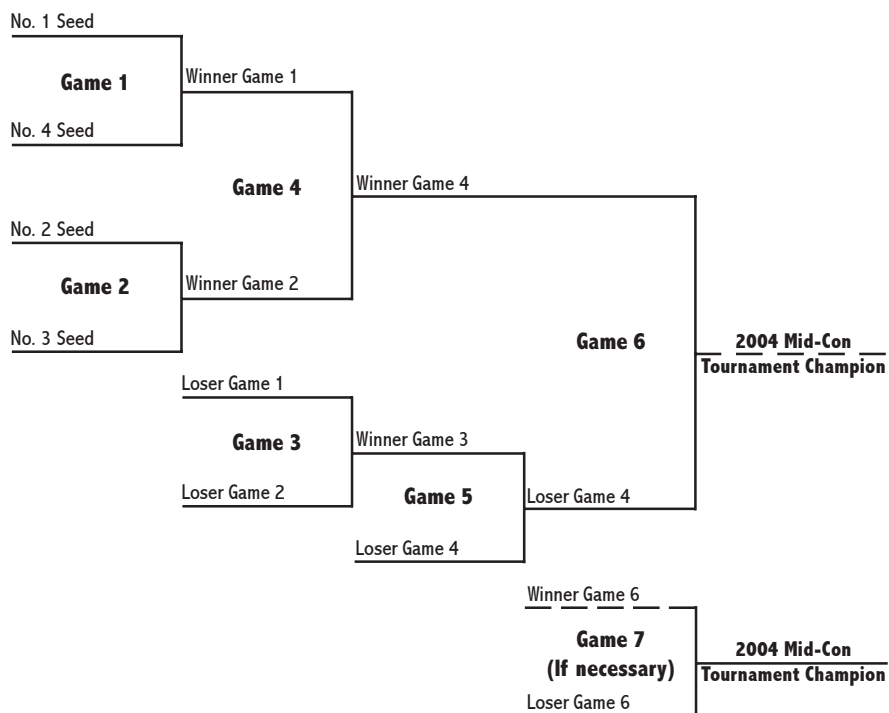 No. 1 Seed
Game 1
Winner Game 1
No. 4 Seed
Game 4
Winner Game 4
No. 2 Seed
Game 2
Winner Game 2
No. 3 Seed
Game 6
2004 Mid-Con
Tournament Champion
Loser Game 1
Game 3
Winner Game 3
Loser Game 2
Game 5
Loser Game 4
Loser Game 4
Winner Game 6
Game 7
(If necessary)
2004 Mid-Con
Tournament Champion
Loser Game 6